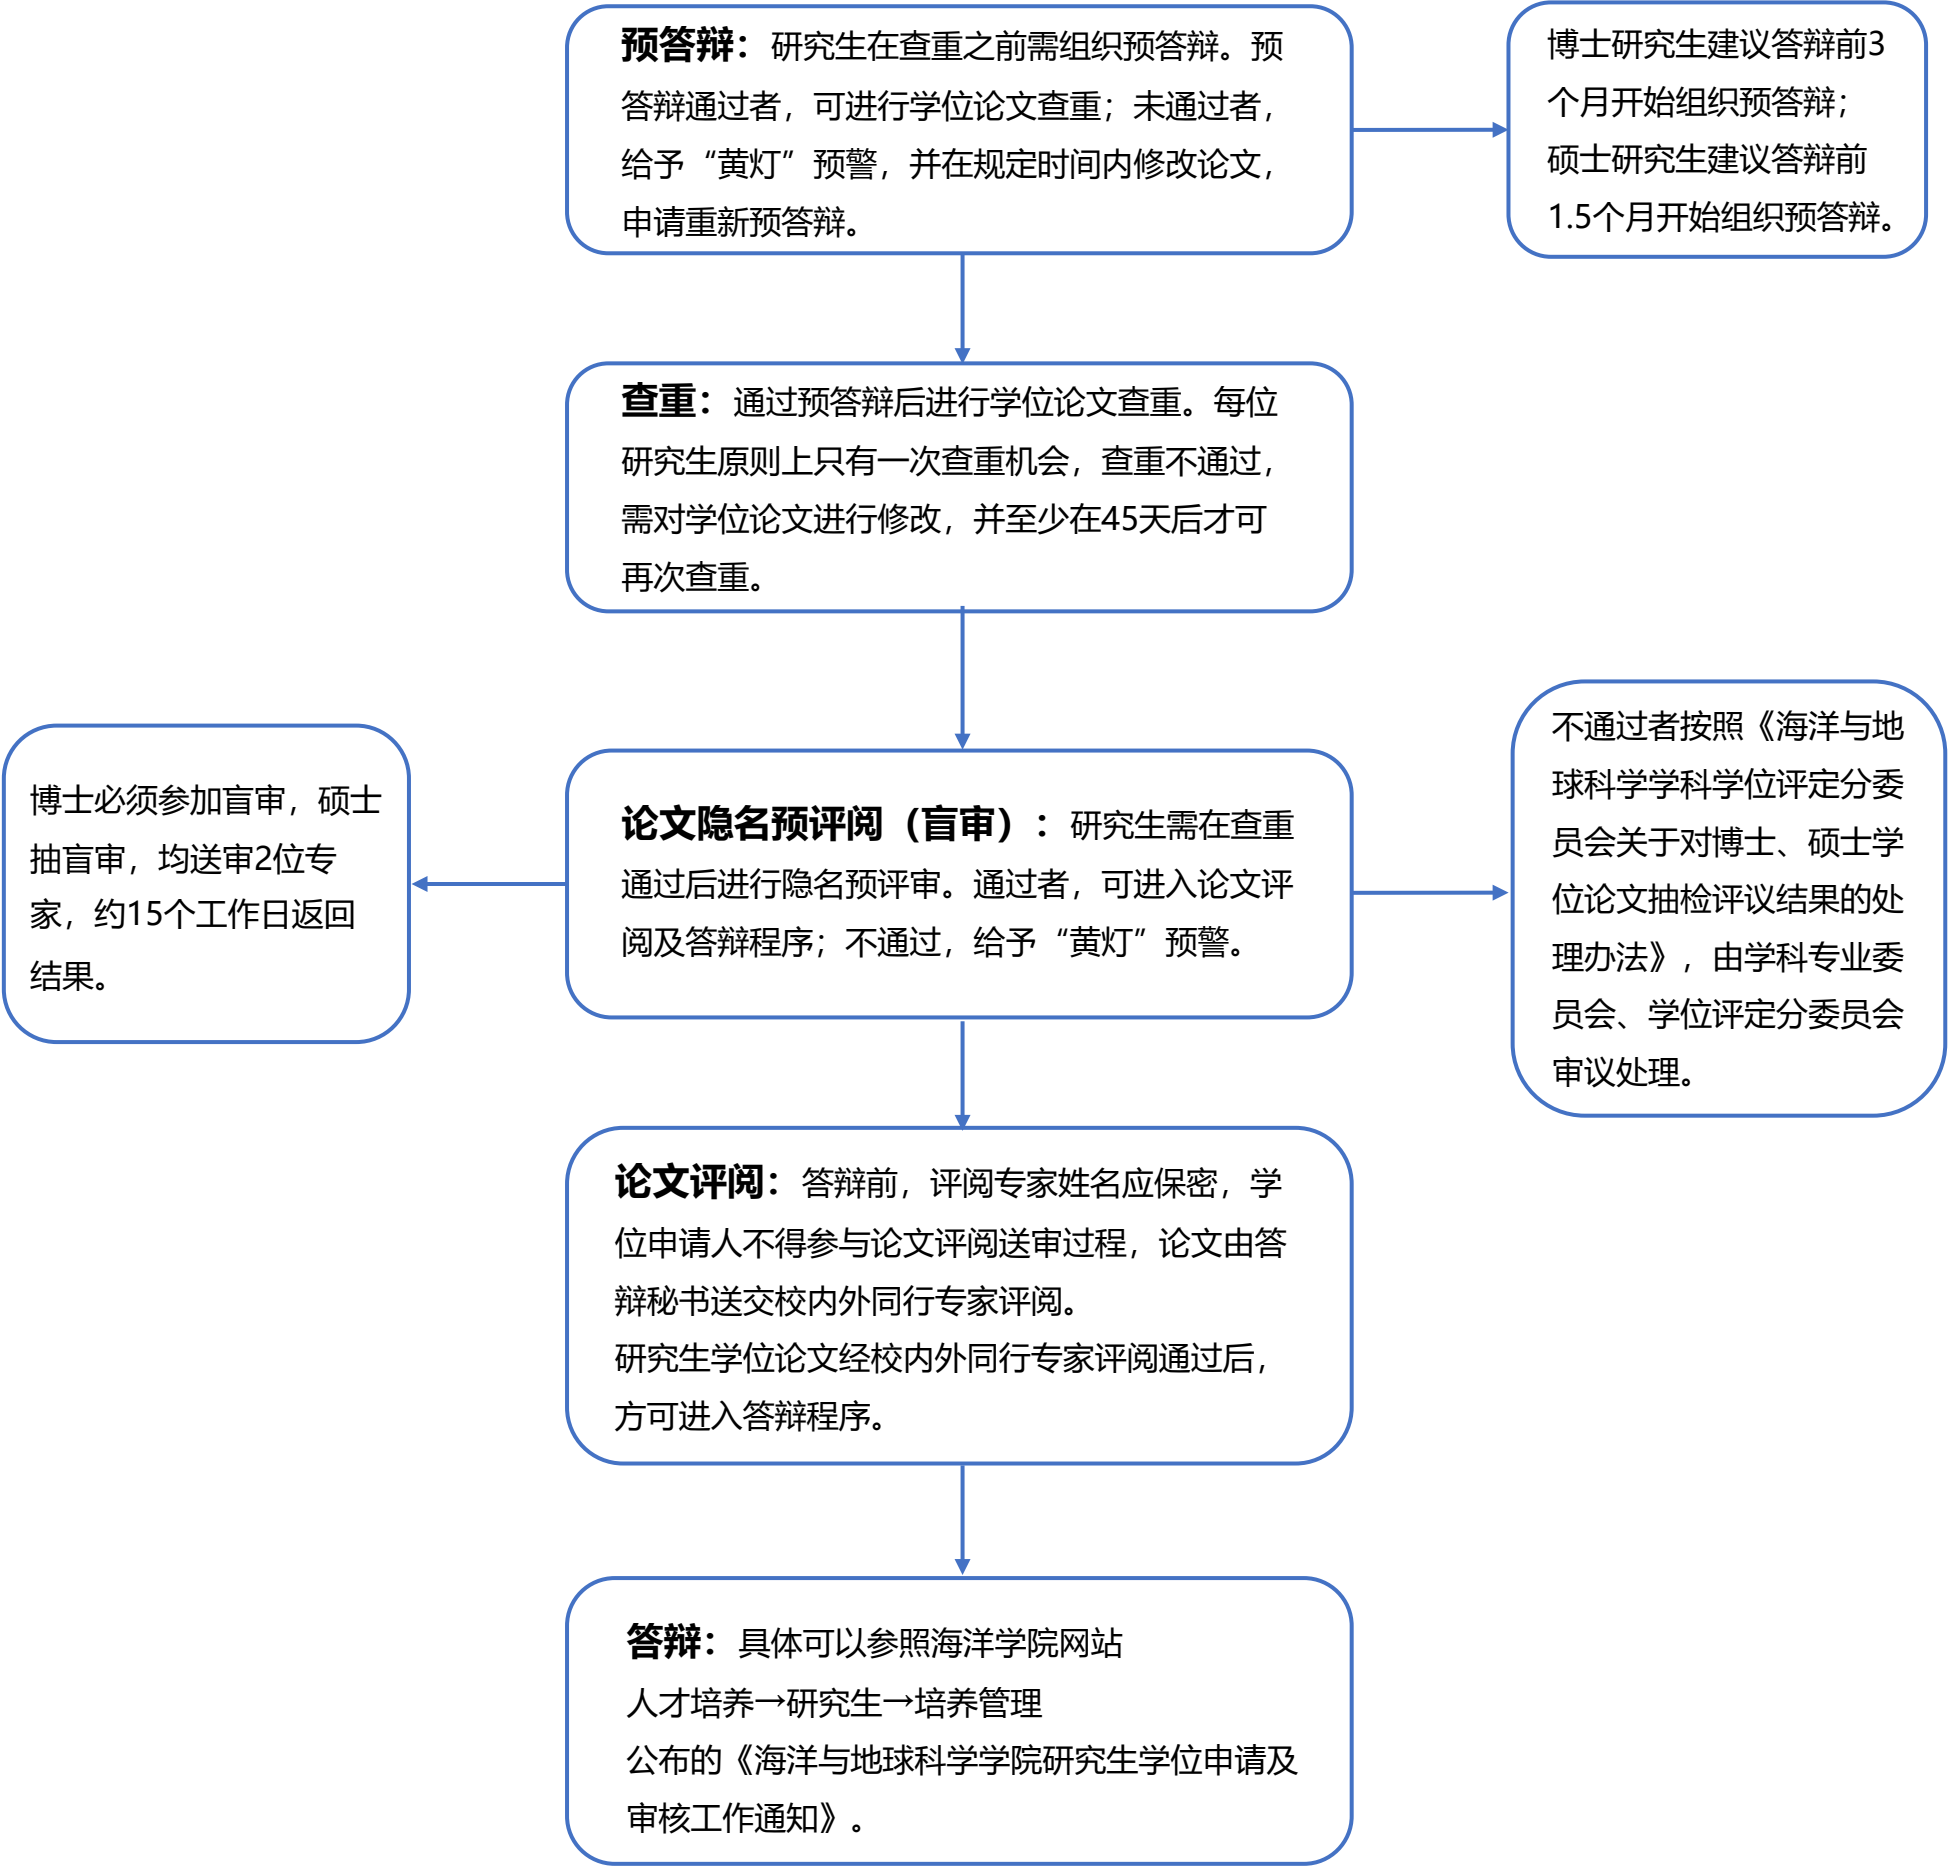 预答辩：研究生在查重之前需组织预答辩。预
答辩通过者，可进行学位论文查重；未通过者，
给予“黄灯”预警，并在规定时间内修改论文，
申请重新预答辩。
博士研究生建议答辩前3
个月开始组织预答辩；
硕士研究生建议答辩前
1.5个月开始组织预答辩。
查重：通过预答辩后进行学位论文查重。每位
研究生原则上只有一次查重机会，查重不通过，
需对学位论文进行修改，并至少在45天后才可
再次查重。
博士必须参加盲审，硕士
抽盲审，均送审2位专
家，约15个工作日返回
结果。
论文隐名预评阅（盲审）：研究生需在查重
通过后进行隐名预评审。通过者，可进入论文评
阅及答辩程序；不通过，给予“黄灯”预警。
不通过者按照《海洋与地
球科学学科学位评定分委
员会关于对博士、硕士学
位论文抽检评议结果的处
理办法》，由学科专业委
员会、学位评定分委员会
审议处理。
论文评阅：答辩前，评阅专家姓名应保密，学
位申请人不得参与论文评阅送审过程，论文由答
辩秘书送交校内外同行专家评阅。
研究生学位论文经校内外同行专家评阅通过后，
方可进入答辩程序。
答辩：具体可以参照海洋学院网站
人才培养→研究生→培养管理
公布的《海洋与地球科学学院研究生学位申请及
审核工作通知》。